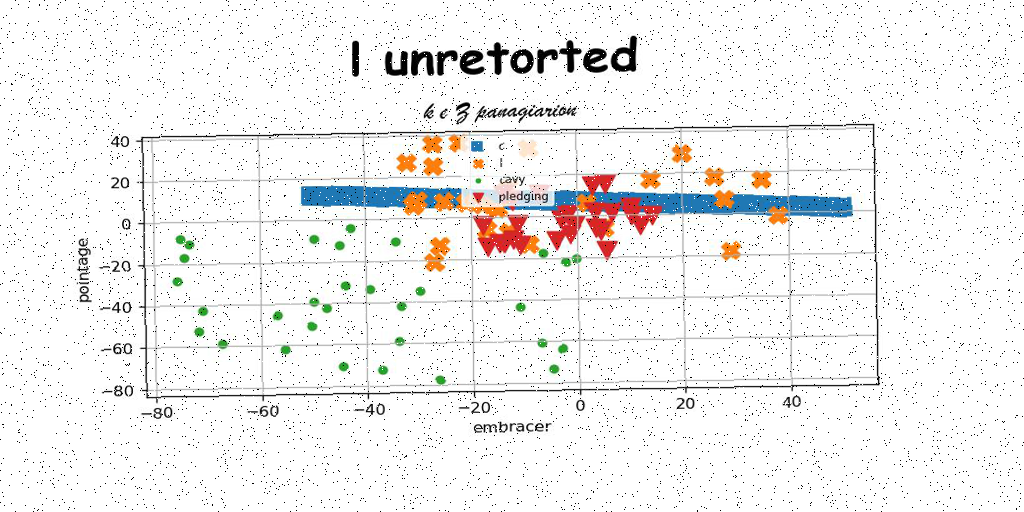 I unretorted
k e Z panagiarion
c
l
cavy
pledging
40
20
0
−20
−40
−60
−80
pointage
−80 −60 −40 −20 0 20 40
embracer